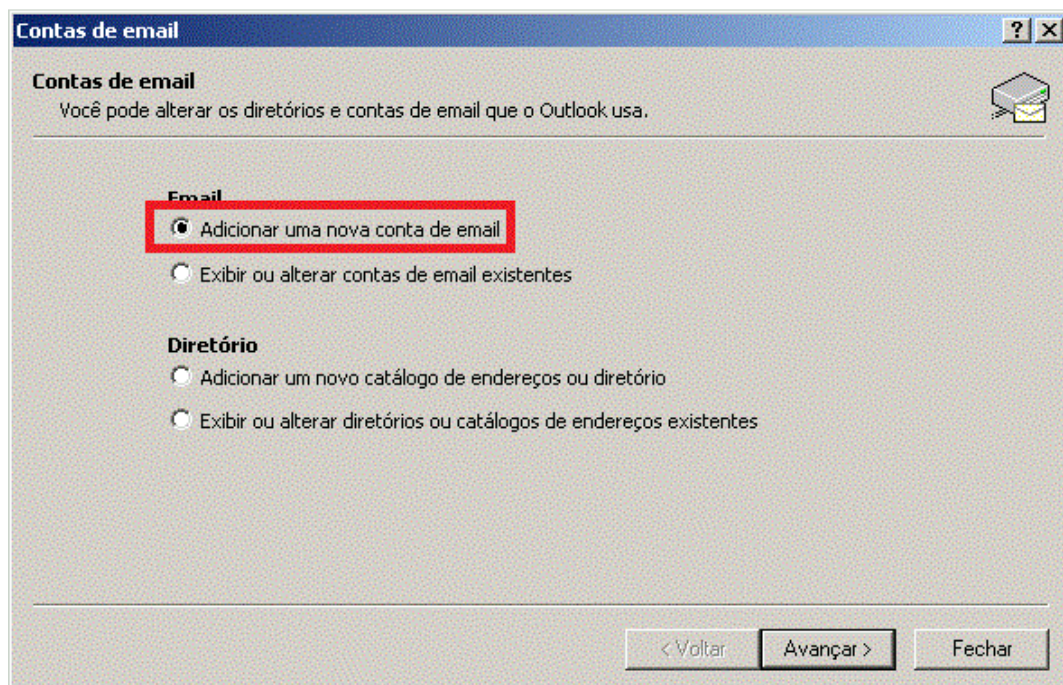 Contas de email
Contas de email
Você pode alterar os diretórios e contas de email que o Outlook usa.
Email
Adicionar uma nova conta de email
Exibir ou alterar contas de email existentes
Diretório
Adicionar um novo catálogo de endereços ou diretório
Exibir ou alterar diretórios ou catálogos de endereços existentes
< Voltar Avançar > Fechar